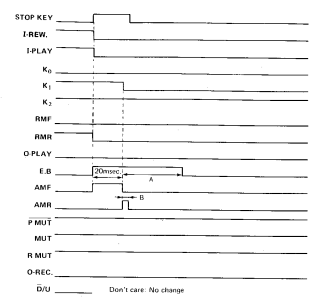 STOP KEY
I-REW.
I-PLAY
K0
K1
K2
RMF
RMR
O-PLAY
E.B 20msec. A
AMF
B
AMR
P MUT
MUT
R MUT
O-REC.
D/U Don't care: No change